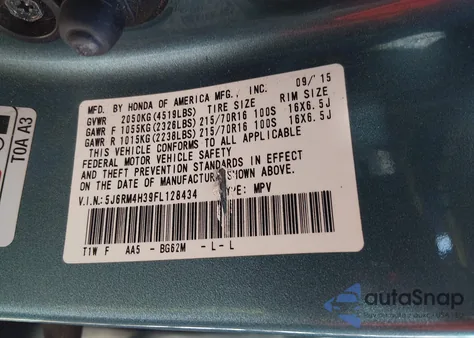 MFD. BY HONDA OF AMERICA MFG., INC. 09/'15
GVWR 2050KG(4519LBS) TIRE SIZE RIM SIZE
GAWR F 1055KG(2326LBS) 215/70R16 100S 16X6.5J
GAWR R 1015KG(2238LBS) 215/70R16 100S 16X6.5J
THIS VEHICLE CONFORMS TO ALL APPLICABLE
FEDERAL MOTOR VEHICLE SAFETY
AND THEFT PREVENTION STANDARDS IN EFFECT
ON THE DATE OF MANUFACTURE SHOWN ABOVE.
V.I.N.: 5J6RM4H39FL128434 TYPE: MPV
T1W F AA5 - BG62M - L - L
TOA A3
autoSnap